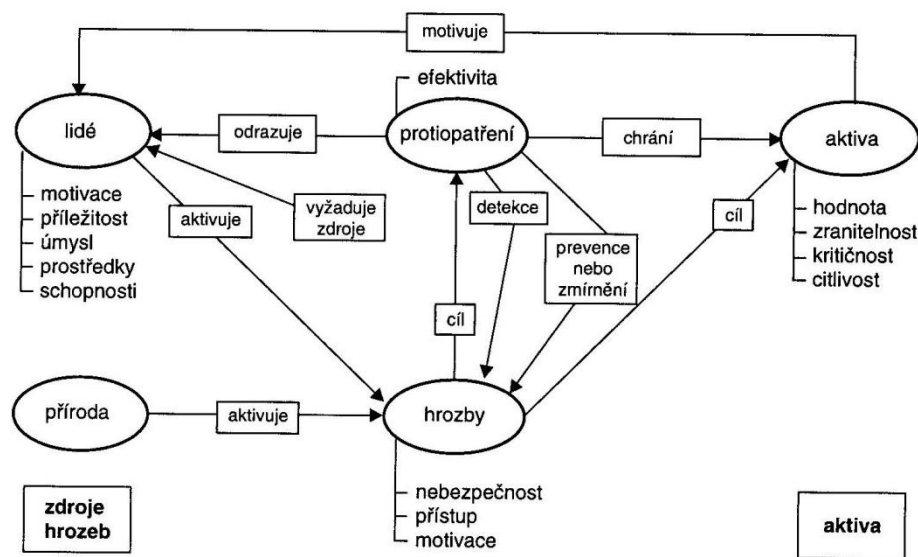 motivuje
efektivita
lidé
odrazuje
protiopatření
chrání
aktiva
motivace
příležitost
úmysl
prostředky
schopnosti
aktivuje
vyžaduje
zdroje
detekce
prevence
nebo
zmírnění
cíl
hodnota
zranitelnost
kritičnost
citlivost
cíl
příroda
aktivuje
hrozby
nebezpečnost
přístup
motivace
zdroje
hrozeb
aktiva